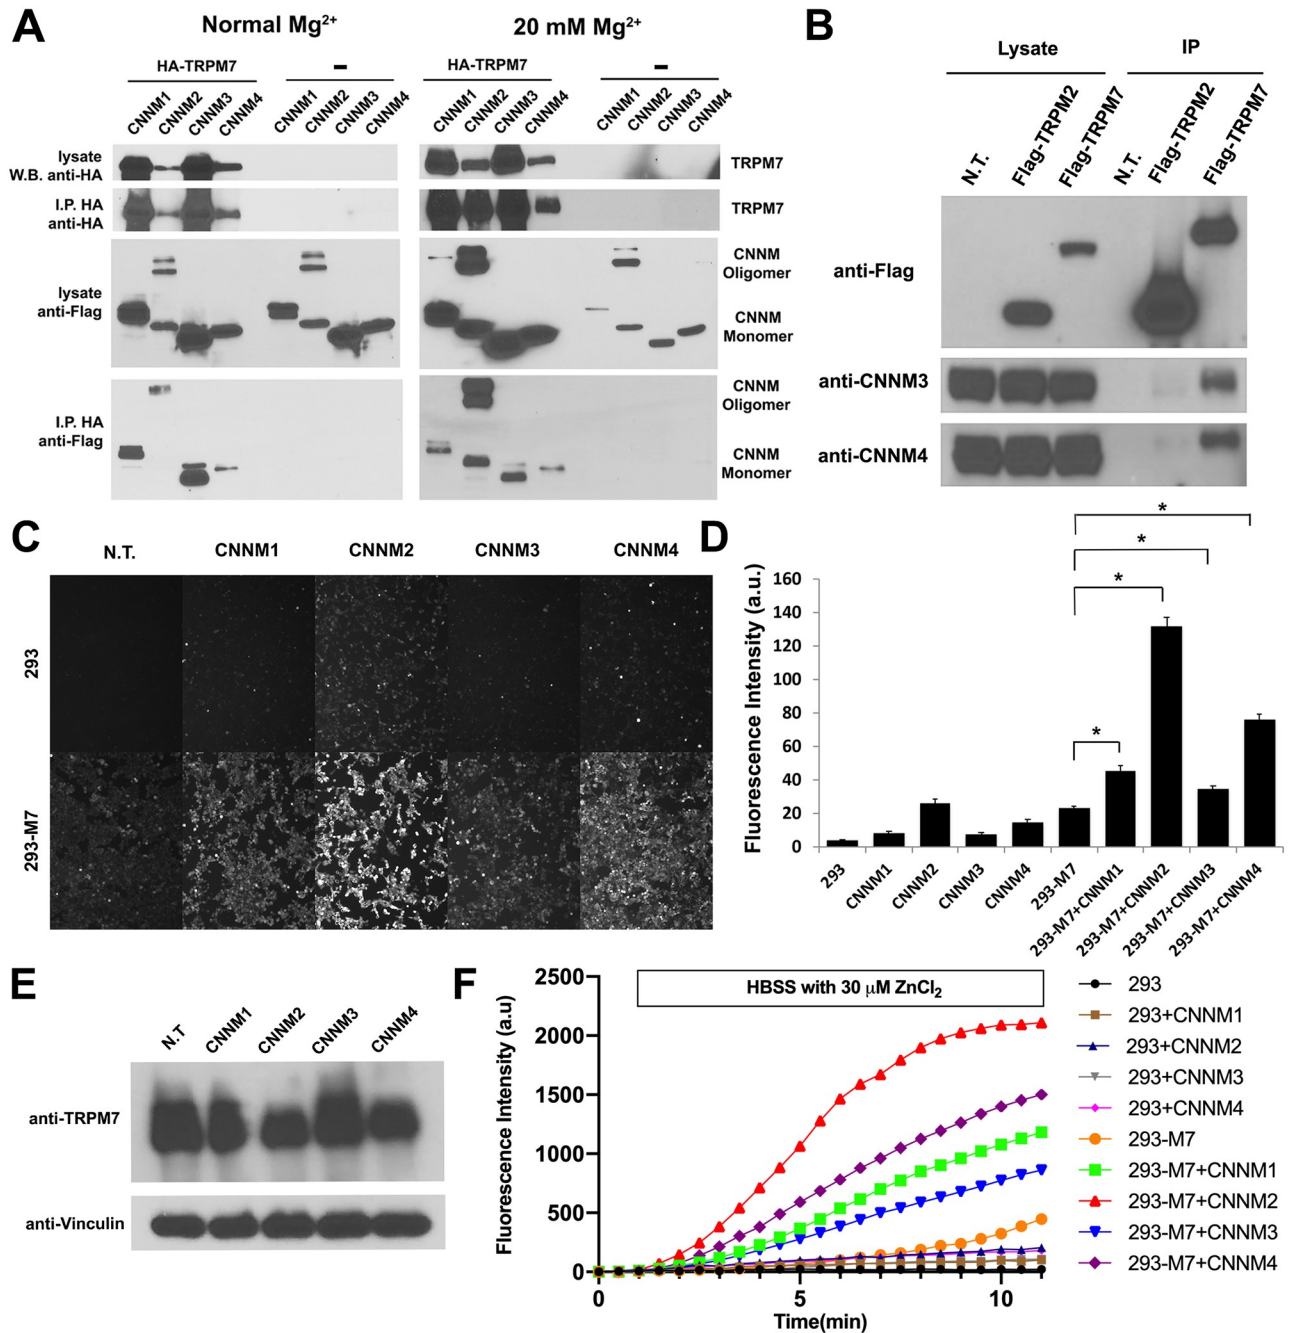 A
Normal Mg²⁺
20 mM Mg²⁺
HA-TRPM7
–
HA-TRPM7
–
CNNM1 CNNM2 CNNM3 CNNM4 CNNM1 CNNM2 CNNM3 CNNM4 CNNM1 CNNM2 CNNM3 CNNM4 CNNM1 CNNM2 CNNM3 CNNM4
lysate
W.B. anti-HA
TRPM7
I.P. HA
anti-HA
TRPM7
lysate
anti-Flag
CNNM
Oligomer
CNNM
Monomer
I.P. HA
anti-Flag
CNNM
Oligomer
CNNM
Monomer
B
Lysate
IP
N.T. Flag-TRPM2 Flag-TRPM7 N.T. Flag-TRPM2 Flag-TRPM7
anti-Flag
anti-CNNM3
anti-CNNM4
C
N.T. CNNM1 CNNM2 CNNM3 CNNM4
293
293-M7
D
Fluorescence Intensity (a.u.)
160
140
120
100
80
60
40
20
0
*
*
*
*
293 CNNM1 CNNM2 CNNM3 CNNM4 293-M7 293-M7+CNNM1 293-M7+CNNM2 293-M7+CNNM3 293-M7+CNNM4
E
N.T CNNM1 CNNM2 CNNM3 CNNM4
anti-TRPM7
anti-Vinculin
F
Fluorescence Intensity (a.u)
2500
2000
1500
1000
500
0
HBSS with 30 μM ZnCl₂
0 5 10
Time(min)
293
293+CNNM1
293+CNNM2
293+CNNM3
293+CNNM4
293-M7
293-M7+CNNM1
293-M7+CNNM2
293-M7+CNNM3
293-M7+CNNM4